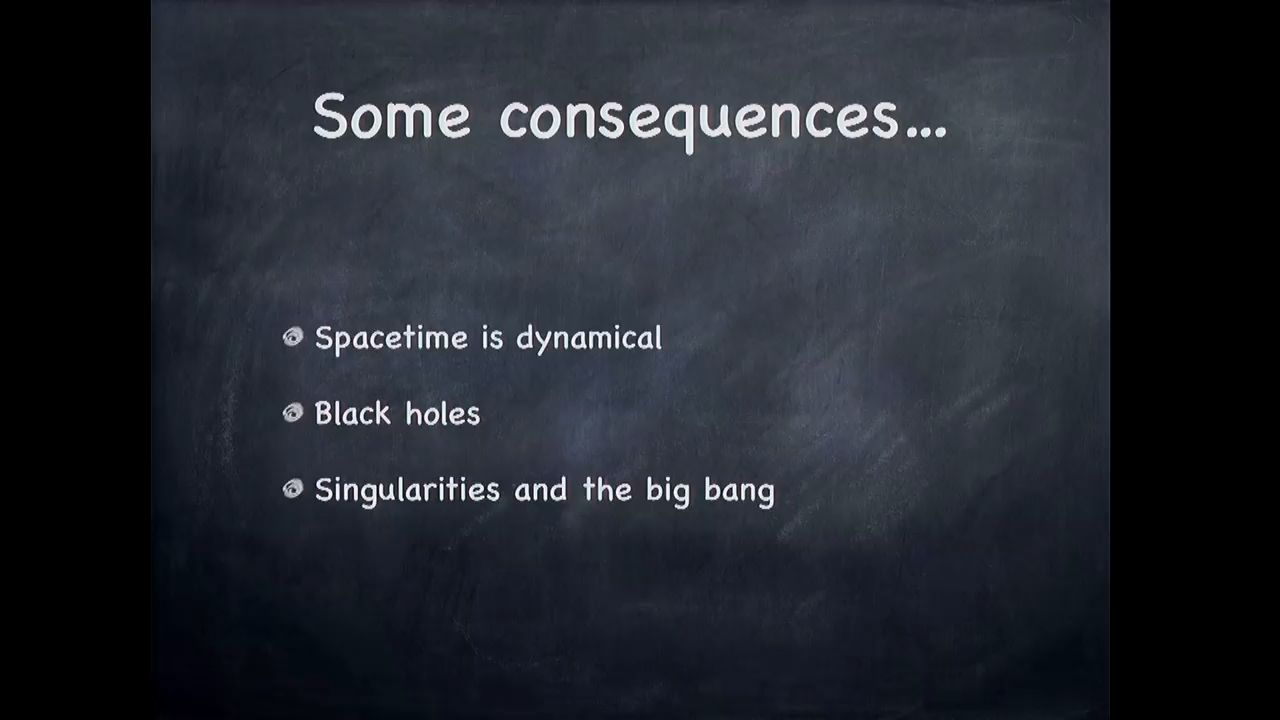 Some consequences...
Spacetime is dynamical
Black holes
Singularities and the big bang